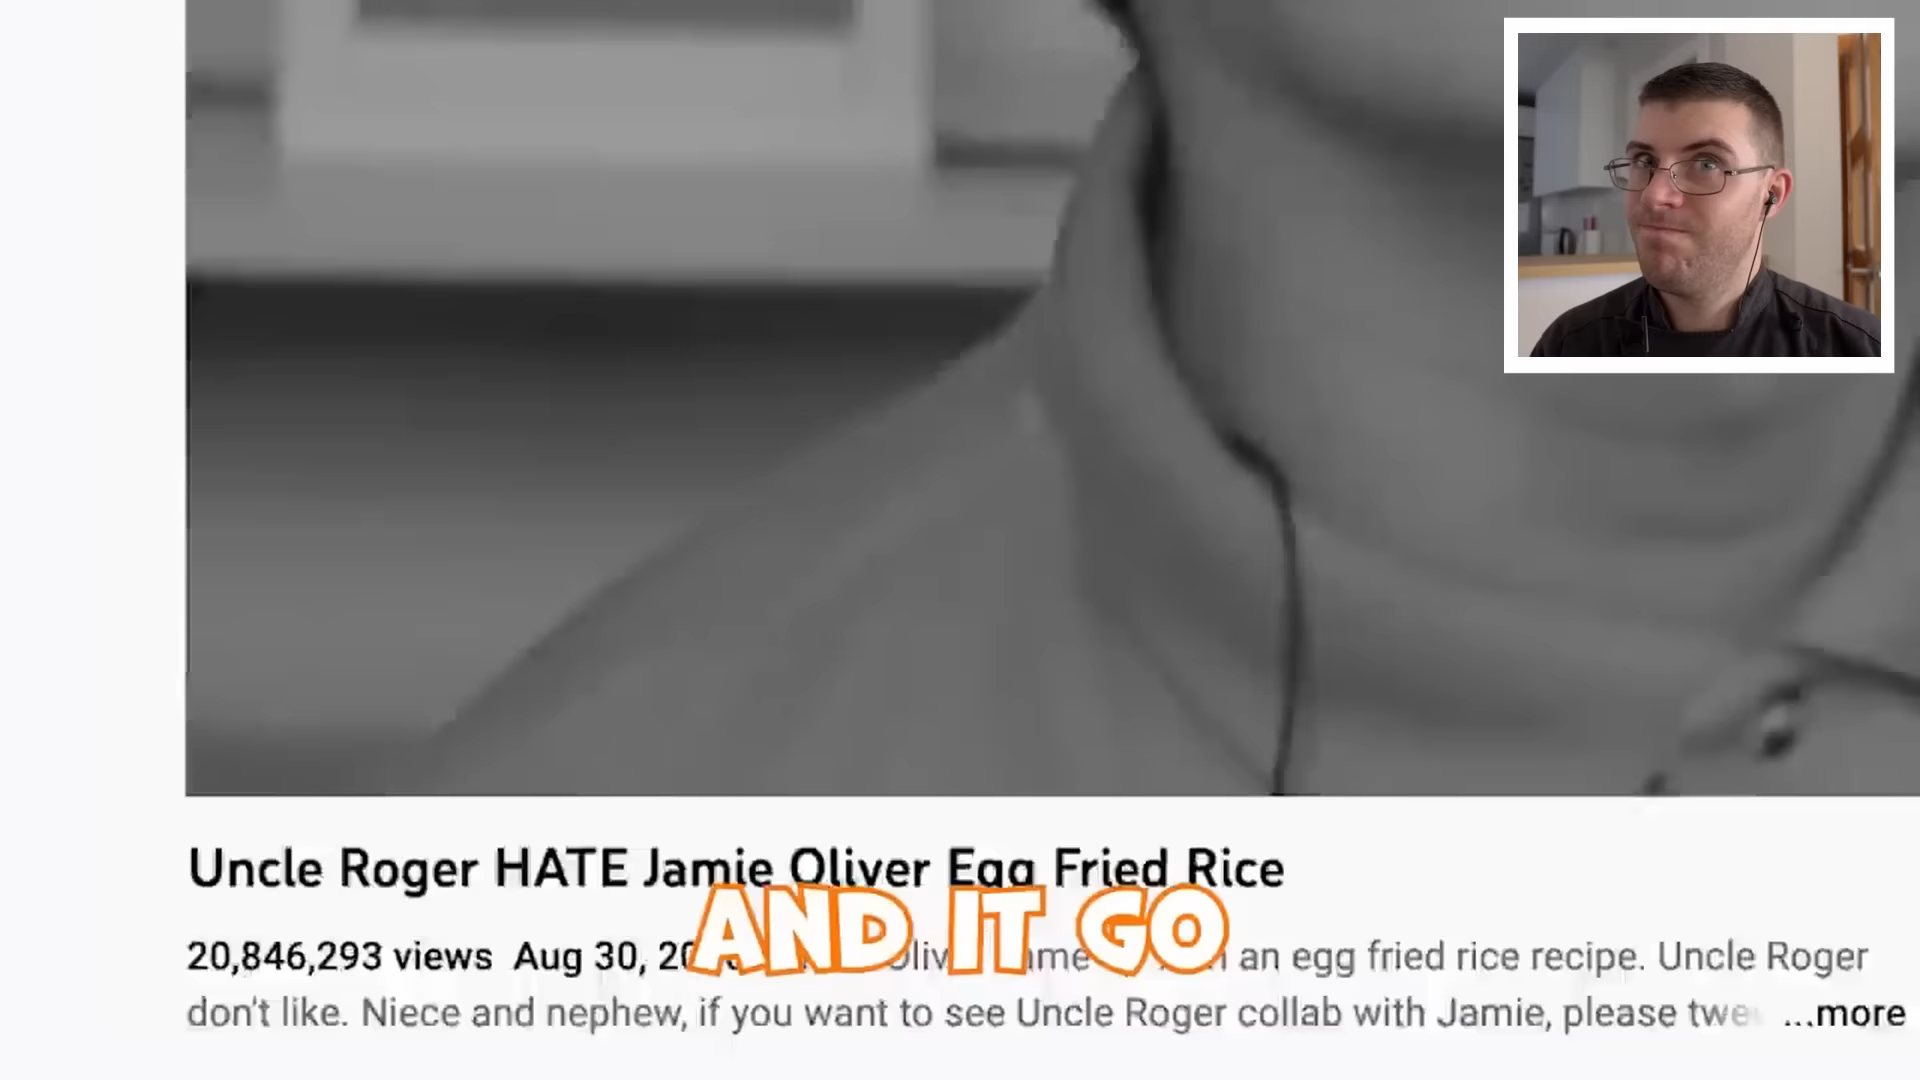 Uncle Roger HATE Jamie Oliver Egg Fried Rice
AND IT GO
20,846,293 views Aug 30, an egg fried rice recipe. Uncle Roger
don't like. Niece and nephew, if you want to see Uncle Roger collab with Jamie, please ...more